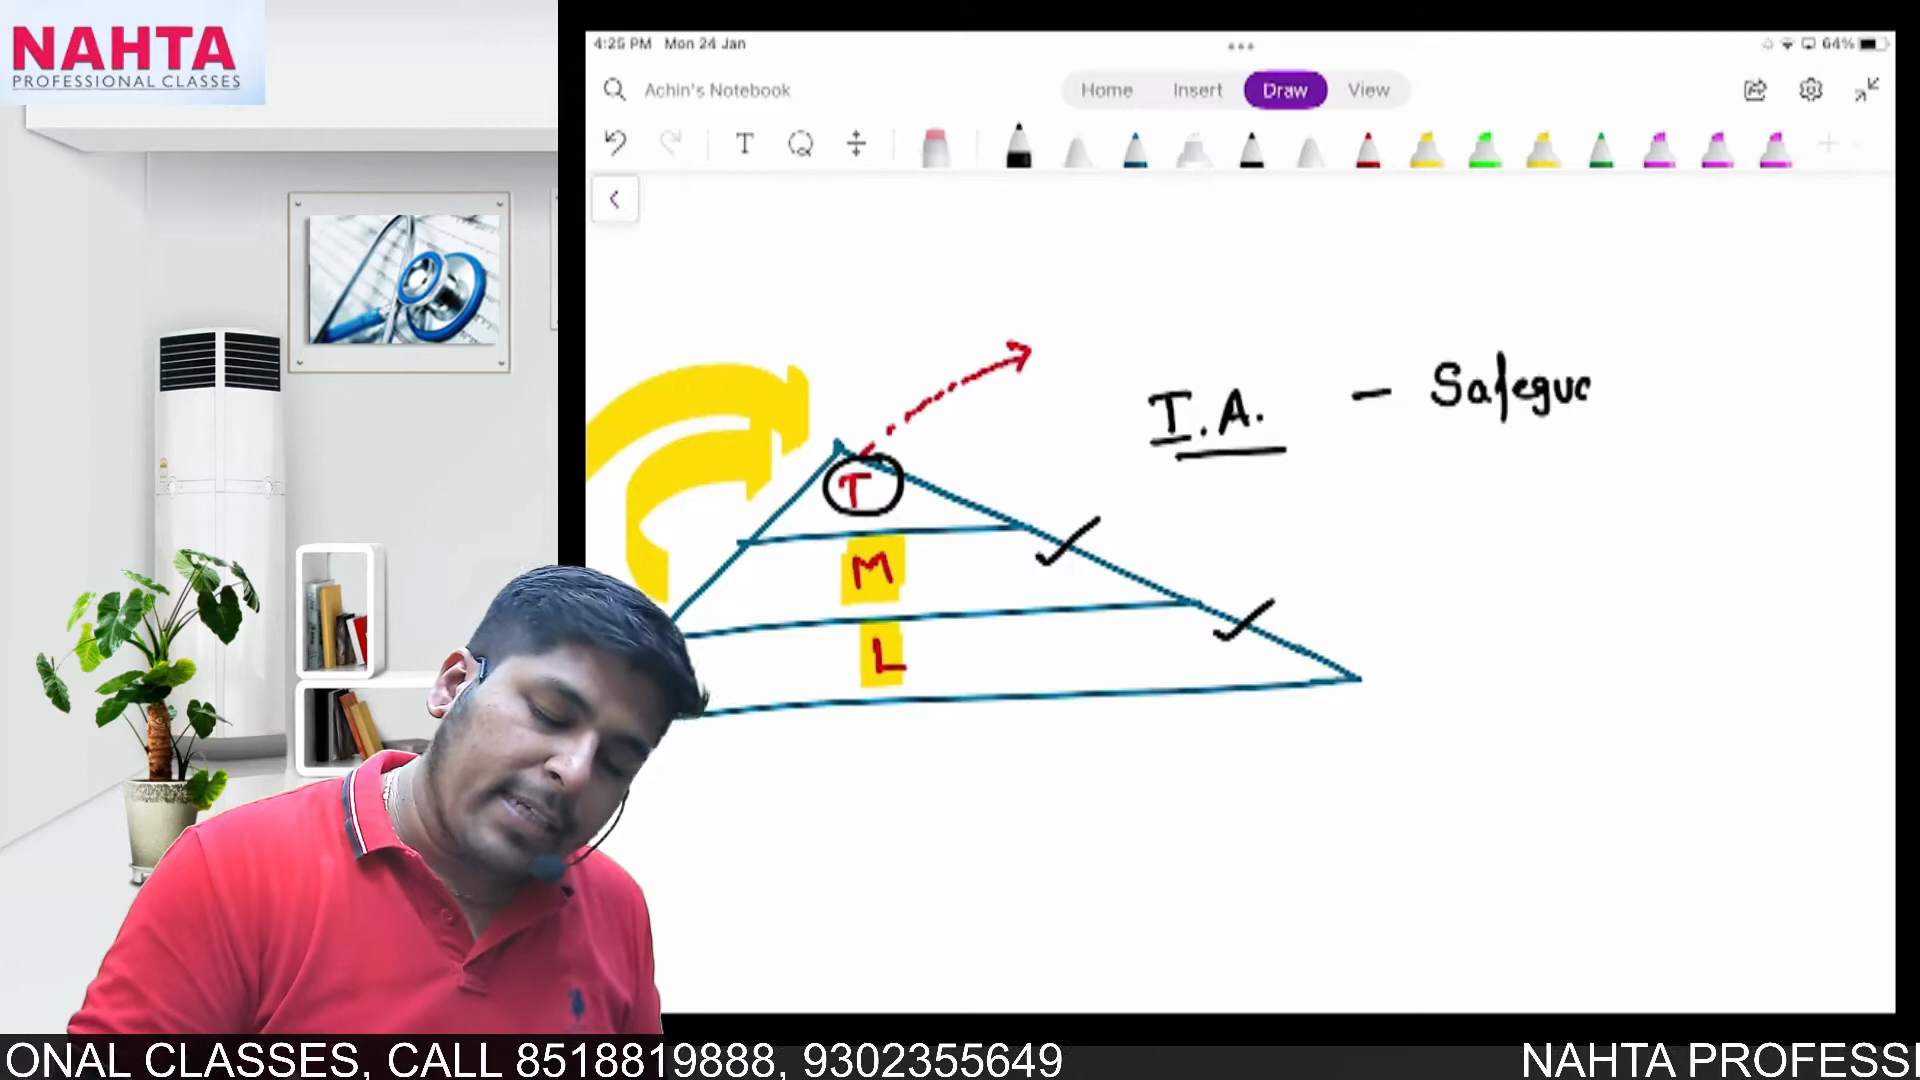 NAHTA
PROFESSIONAL CLASSES
4:25 PM Mon 24 Jan
64%
Achin's Notebook
Home Insert Draw View
T
I.A. - Safegua
T
M
L
ONAL CLASSES, CALL 8518819888, 9302355649 NAHTA PROFESSI